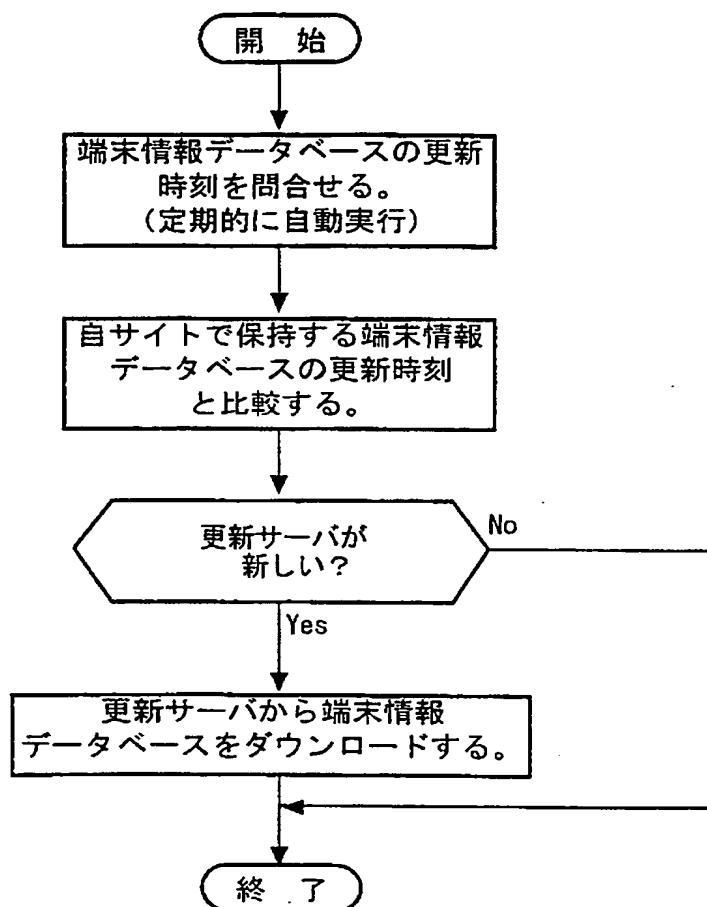 開 始
端末情報データベースの更新
時刻を問合せる。
(定期的に自動実行)
自サイトで保持する端末情報
データベースの更新時刻
と比較する。
更新サーバが
新しい?
No
Yes
更新サーバから端末情報
データベースをダウンロードする。
終 了